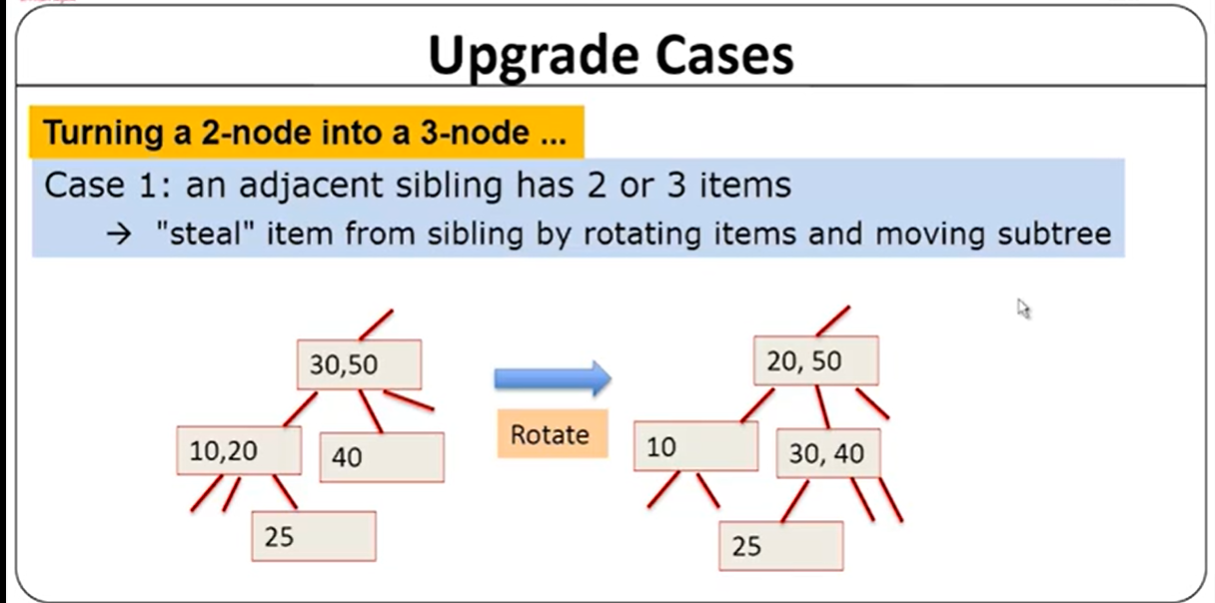 Upgrade Cases
Turning a 2-node into a 3-node ...
Case 1: an adjacent sibling has 2 or 3 items
→ "steal" item from sibling by rotating items and moving subtree
30,50
10,20
40
25
Rotate
20, 50
10
30, 40
25